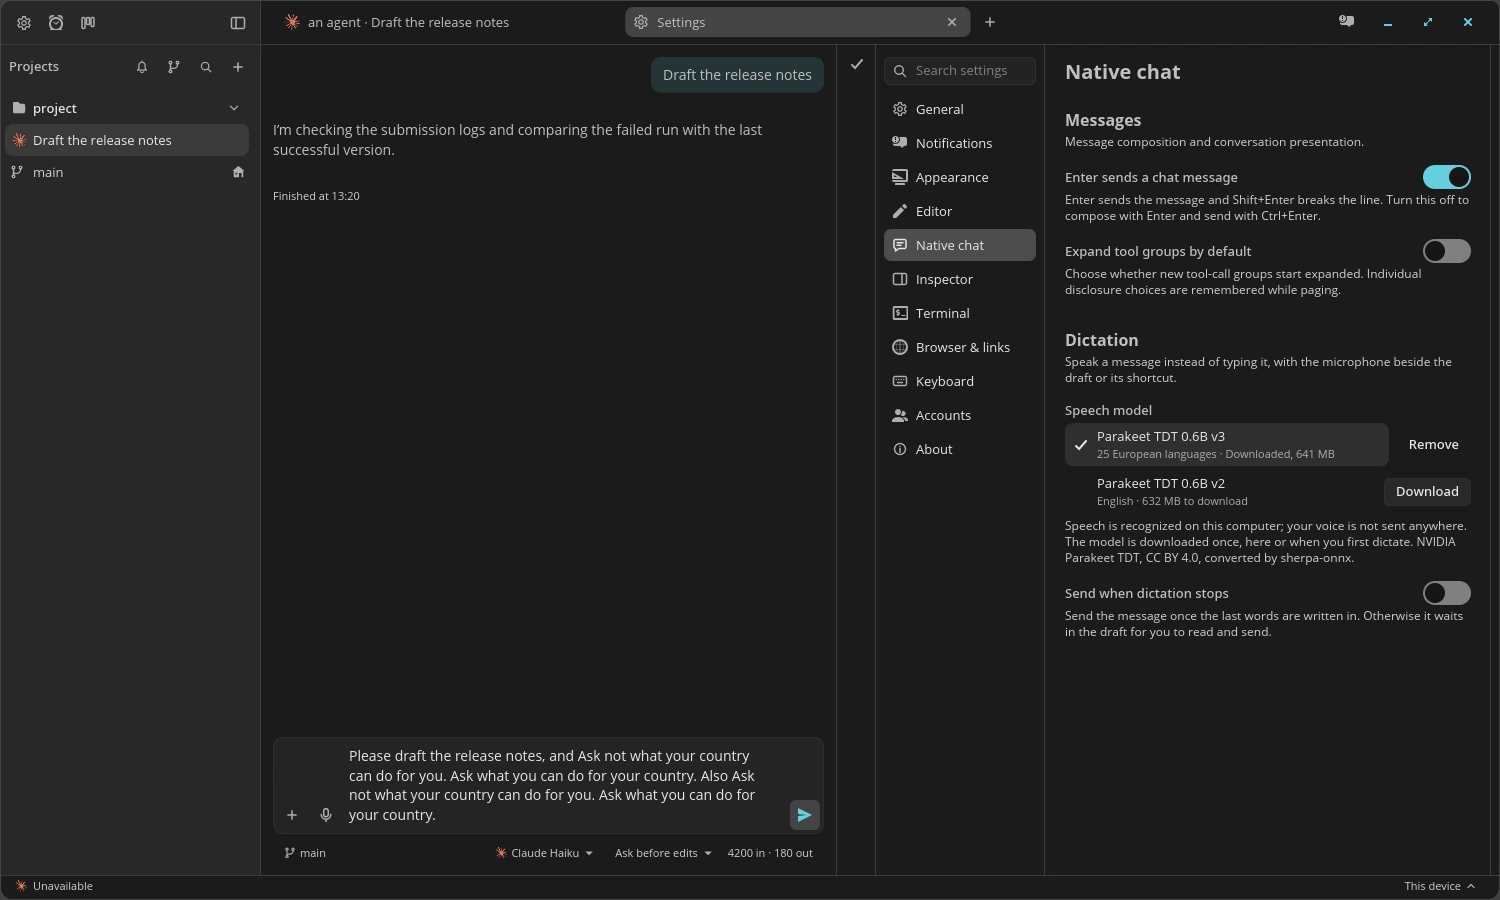 an agent · Draft the release notes
Settings
Projects
project
Draft the release notes
main
Draft the release notes
I'm checking the submission logs and comparing the failed run with the last
successful version.
Finished at 13:20
Please draft the release notes, and Ask not what your country
can do for you. Ask what you can do for your country. Also Ask
not what your country can do for you. Ask what you can do for
your country.
main
Claude Haiku
Ask before edits
4200 in · 180 out
Search settings
General
Notifications
Appearance
Editor
Native chat
Inspector
Terminal
Browser & links
Keyboard
Accounts
About
Native chat
Messages
Message composition and conversation presentation.
Enter sends a chat message
Enter sends the message and Shift+Enter breaks the line. Turn this off to
compose with Enter and send with Ctrl+Enter.
Expand tool groups by default
Choose whether new tool-call groups start expanded. Individual
disclosure choices are remembered while paging.
Dictation
Speak a message instead of typing it, with the microphone beside the
draft or its shortcut.
Speech model
Parakeet TDT 0.6B v3
25 European languages · Downloaded, 641 MB
Remove
Parakeet TDT 0.6B v2
English · 632 MB to download
Download
Speech is recognized on this computer; your voice is not sent anywhere.
The model is downloaded once, here or when you first dictate. NVIDIA
Parakeet TDT, CC BY 4.0, converted by sherpa-onnx.
Send when dictation stops
Send the message once the last words are written in. Otherwise it waits
in the draft for you to read and send.
Unavailable
This device